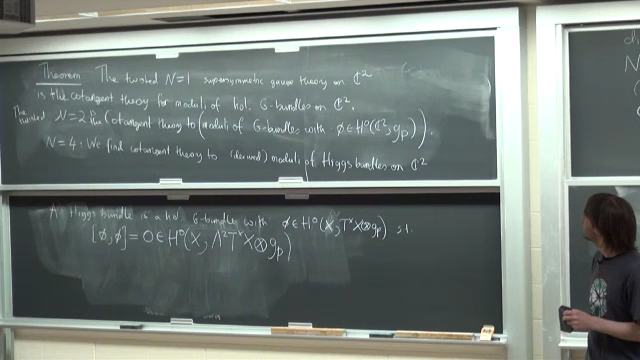 Theorem The twisted N=1 supersymmetric gauge theory on ℂ²
is the cotangent theory for moduli of hol. G-bundles on ℂ².
The twisted N=2 is the (cotangent theory to (moduli of G-bundles with ϕ∈H⁰(ℂ², g_p)).
N=4. We find cotangent theory to (derived) moduli of Higgs bundles on ℂ²
A Higgs bundle is a hol. G-bundles with ϕ∈H⁰(X, T*X⊗g_p) s.t.
[ϕ,ϕ] = 0∈H⁰(X, Λ²T*X⊗g_p)
N